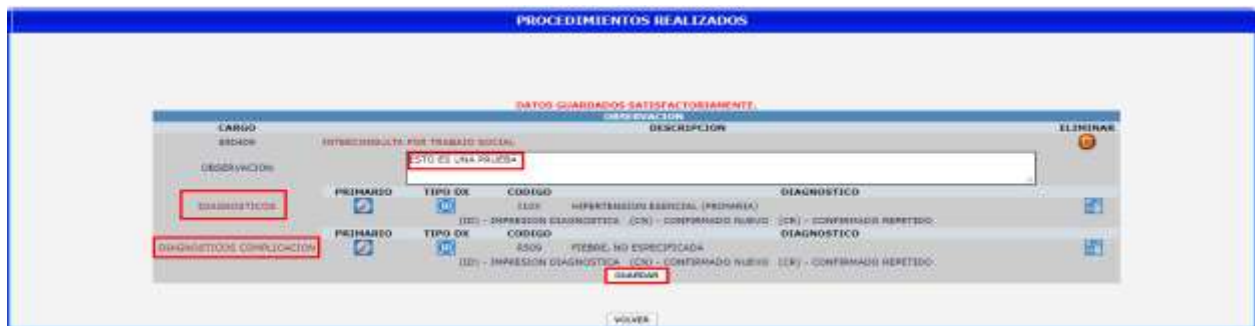 PROCEDIMIENTOS REALIZADOS
DATOS GUARDADOS SATISFACTORIAMENTE.
OBSERVACION
CARGO DESCRIPCION ELIMINAR
INTERCONSULTA POR TRABAJO SOCIAL
OBSERVACION ESTO ES UNA PRUEBA
PRIMARIO TIPO DX CODIGO DIAGNOSTICO
DIAGNOSTICOS I10X HIPERTENSION ESENCIAL (PRIMARIA)
(ID) - IMPRESION DIAGNOSTICA (CN) - CONFIRMADO NUEVO (CR) - CONFIRMADO REPETIDO
PRIMARIO TIPO DX CODIGO DIAGNOSTICO
DIAGNOSTICOS COMPLICACION R509 FIEBRE, NO ESPECIFICADA
(ID) - IMPRESION DIAGNOSTICA (CN) - CONFIRMADO NUEVO (CR) - CONFIRMADO REPETIDO
GUARDAR
VOLVER